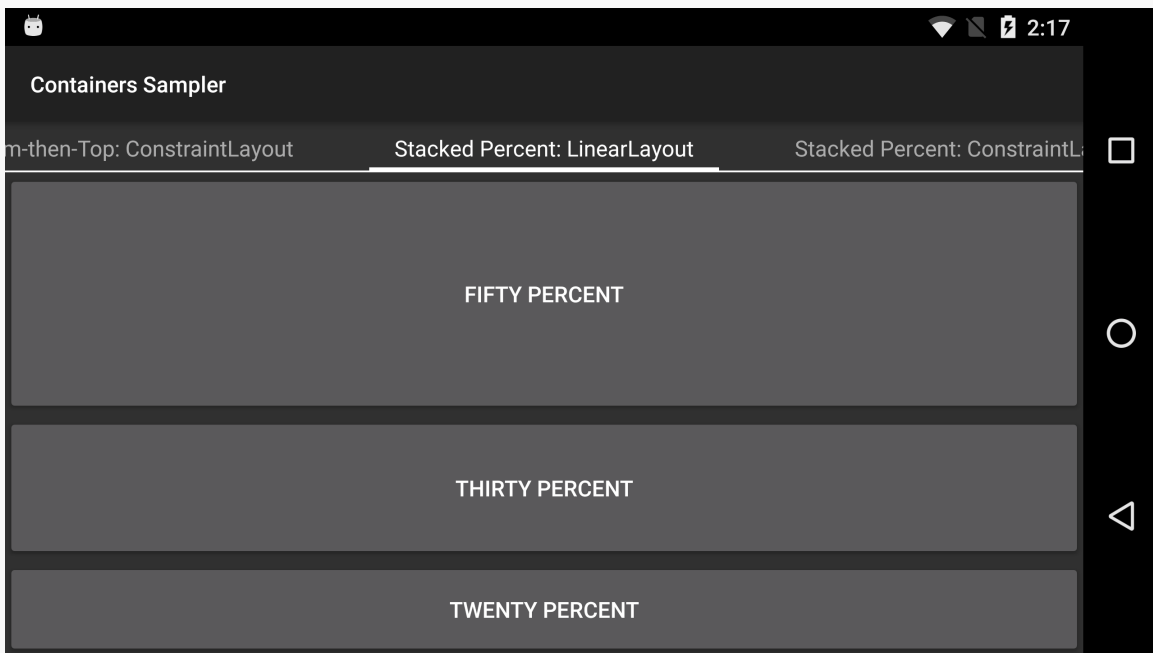 2:17
Containers Sampler
m-then-Top: ConstraintLayout Stacked Percent: LinearLayout Stacked Percent: ConstraintL
FIFTY PERCENT
THIRTY PERCENT
TWENTY PERCENT